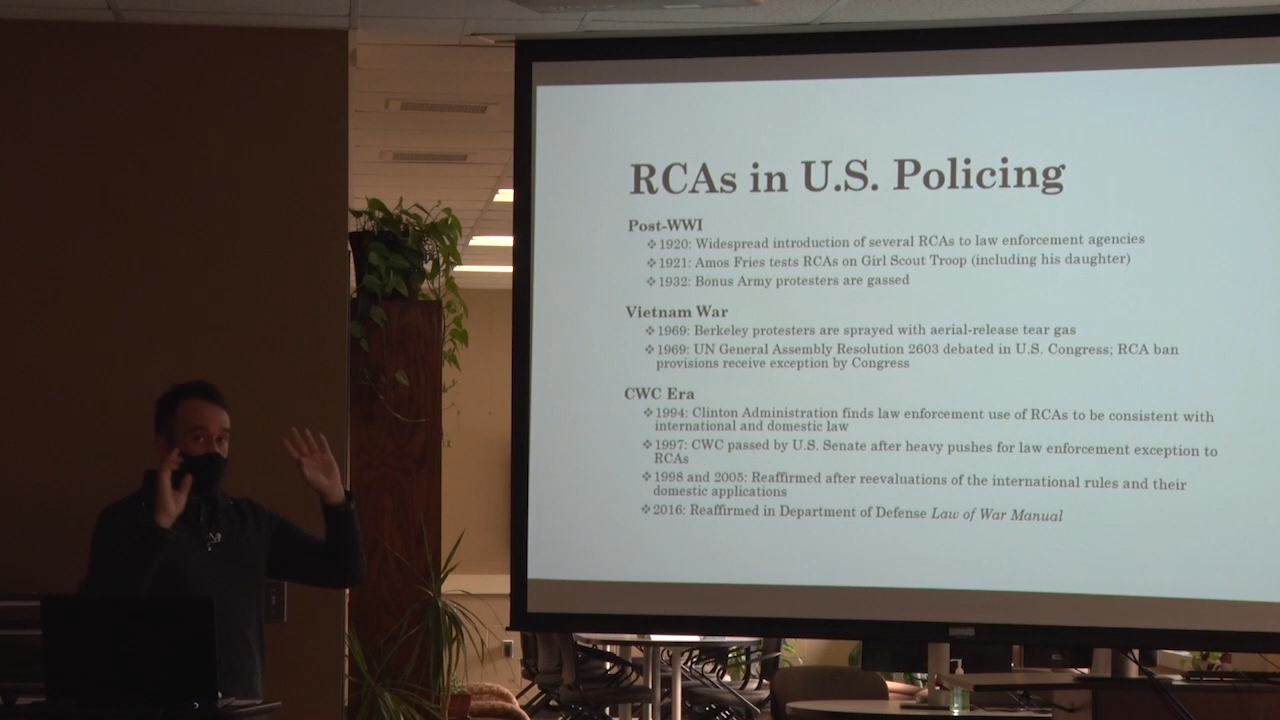 RCAs in U.S. Policing
Post-WWI
❖1920: Widespread introduction of several RCAs to law enforcement agencies
❖1921: Amos Fries tests RCAs on Girl Scout Troop (including his daughter)
❖1932: Bonus Army protesters are gassed
Vietnam War
❖1969: Berkeley protesters are sprayed with aerial-release tear gas
❖1969: UN General Assembly Resolution 2603 debated in U.S. Congress; RCA ban
provisions receive exception by Congress
CWC Era
❖1994: Clinton Administration finds law enforcement use of RCAs to be consistent with
international and domestic law
❖1997: CWC passed by U.S. Senate after heavy pushes for law enforcement exception to
RCAs
❖1998 and 2005: Reaffirmed after reevaluations of the international rules and their
domestic applications
❖2016: Reaffirmed in Department of Defense Law of War Manual